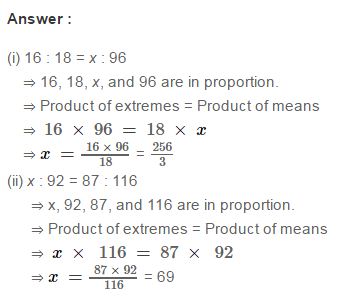 Answer :
(i) 16 : 18 = x : 96
⇒ 16, 18, x, and 96 are in proportion.
⇒ Product of extremes = Product of means
⇒ 16 × 96 = 18 × x
⇒ x = 16 × 96 / 18 = 256 / 3
(ii) x : 92 = 87 : 116
⇒ x, 92, 87, and 116 are in proportion.
⇒ Product of extremes = Product of means
⇒ x × 116 = 87 × 92
⇒ x = 87 × 92 / 116 = 69